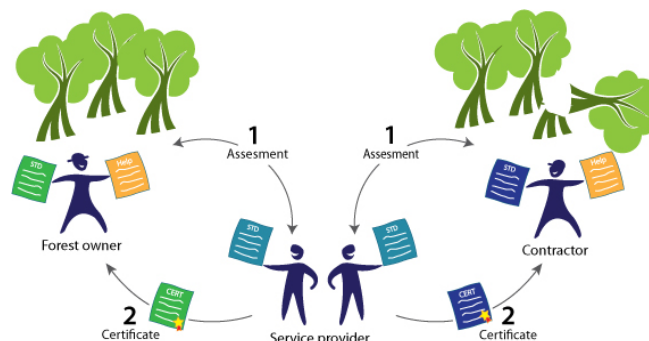 1
Assesment
1
Assesment
STD
Help
STD
Help
Forest owner
Contractor
STD
STD
CERT
CERT
2
Certificate
Service provider
2
Certificate